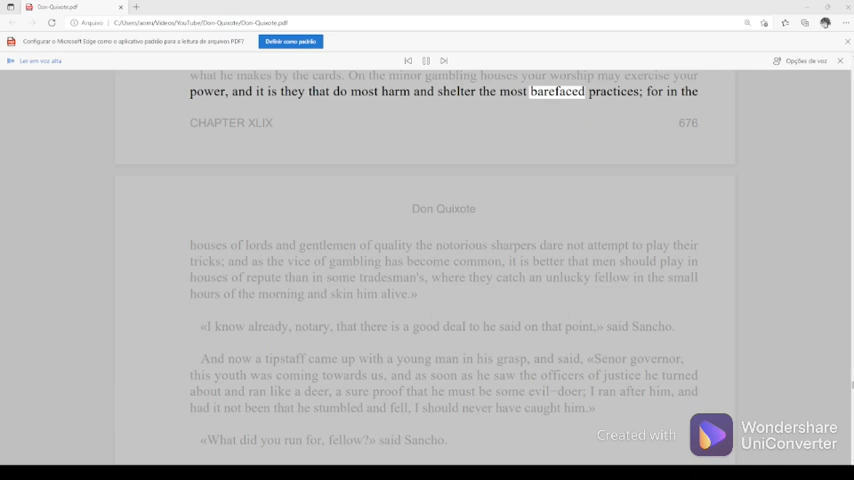 Don-Quixote.pdf
Arquivo
C:/Users/acres/Videos/YouTube/Don-Quixote/Don-Quixote.pdf
Configurar o Microsoft Edge como o aplicativo padrão para a leitura de arquivos PDF?
Definir como padrão
Ler em voz alta
Opções de voz
what he makes by the cards. On the minor gambling houses your worship may exercise your
power, and it is they that do most harm and shelter the most barefaced practices; for in the
CHAPTER XLIX
676
Don Quixote
houses of lords and gentlemen of quality the notorious sharpers dare not attempt to play their
tricks; and as the vice of gambling has become common, it is better that men should play in
houses of repute than in some tradesman's, where they catch an unlucky fellow in the small
hours of the morning and skin him alive.»
«I know already, notary, that there is a good deal to he said on that point,» said Sancho.
And now a tipstaff came up with a young man in his grasp, and said, «Senor governor,
this youth was coming towards us, and as soon as he saw the officers of justice he turned
about and ran like a deer, a sure proof that he must be some evil-doer; I ran after him, and
had it not been that he stumbled and fell, I should never have caught him.»
«What did you run for, fellow?» said Sancho.
Created with
Wondershare
UniConverter